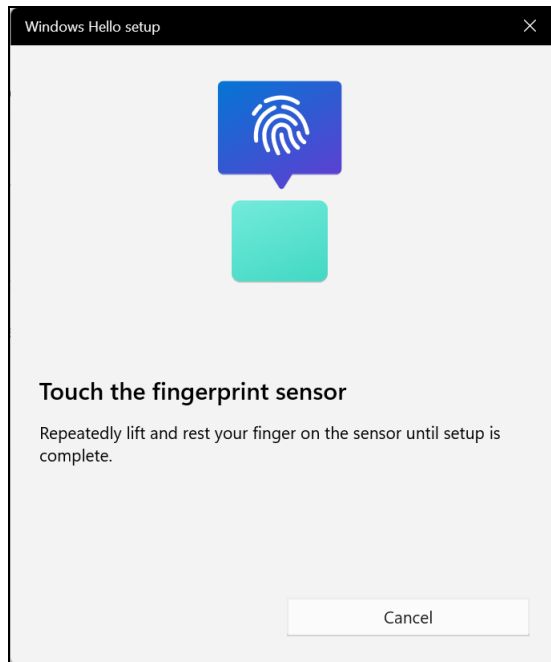 Windows Hello setup
Touch the fingerprint sensor
Repeatedly lift and rest your finger on the sensor until setup is
complete.
Cancel